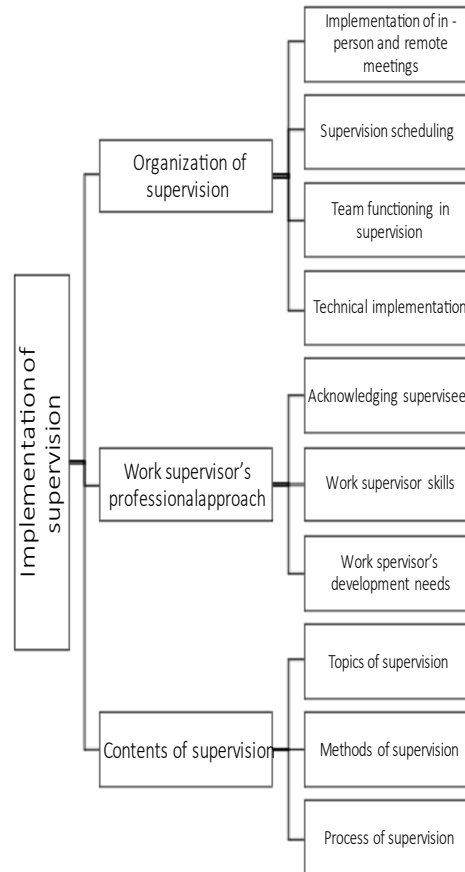 Implementation of
supervision
Organization of
supervision
Implementation of in -
person and remote
meetings
Supervision scheduling
Team functioning in
supervision
Technical implementation
Work supervisor’s
professionalapproach
Acknowledging supervisee
Work supervisor skills
Work spervisor’s
development needs
Contents of supervision
Topics of supervision
Methods of supervision
Process of supervision